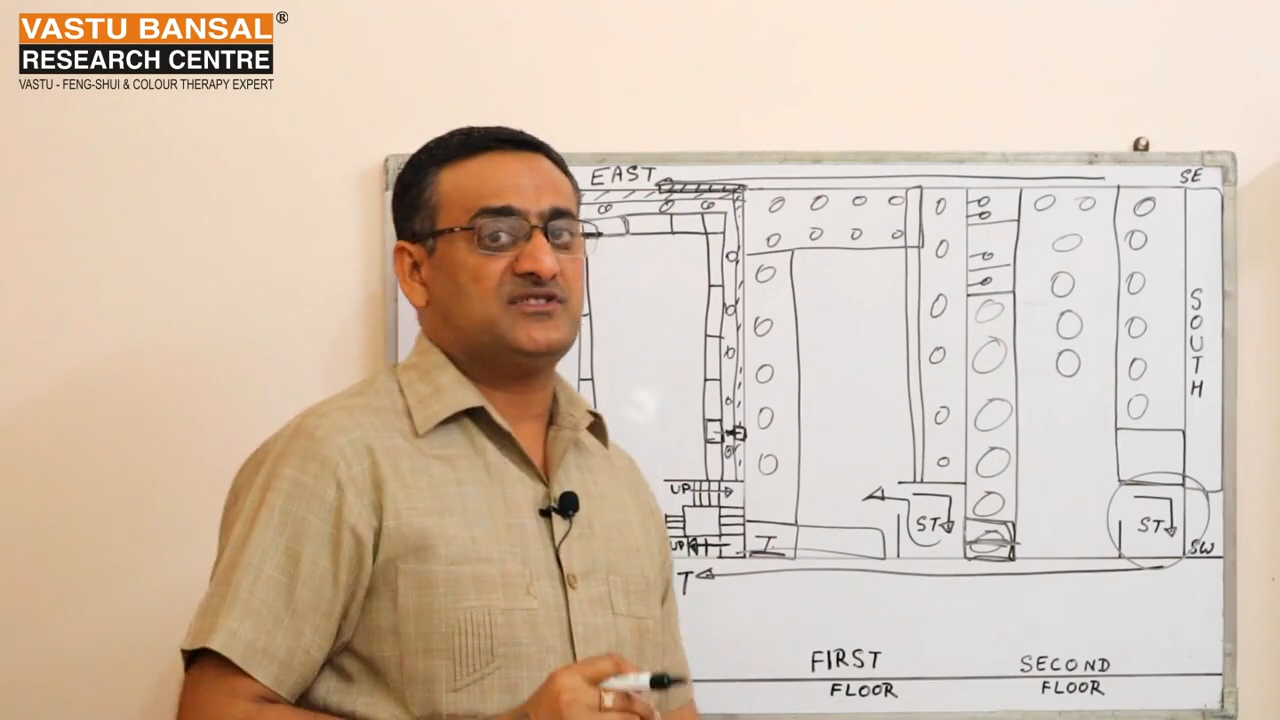 VASTU BANSAL®
RESEARCH CENTRE
VASTU - FENG-SHUI & COLOUR THERAPY EXPERT
EAST
SE
SOUTH
UP
ST
ST
UP
T
SW
T
FIRST
FLOOR
SECOND
FLOOR